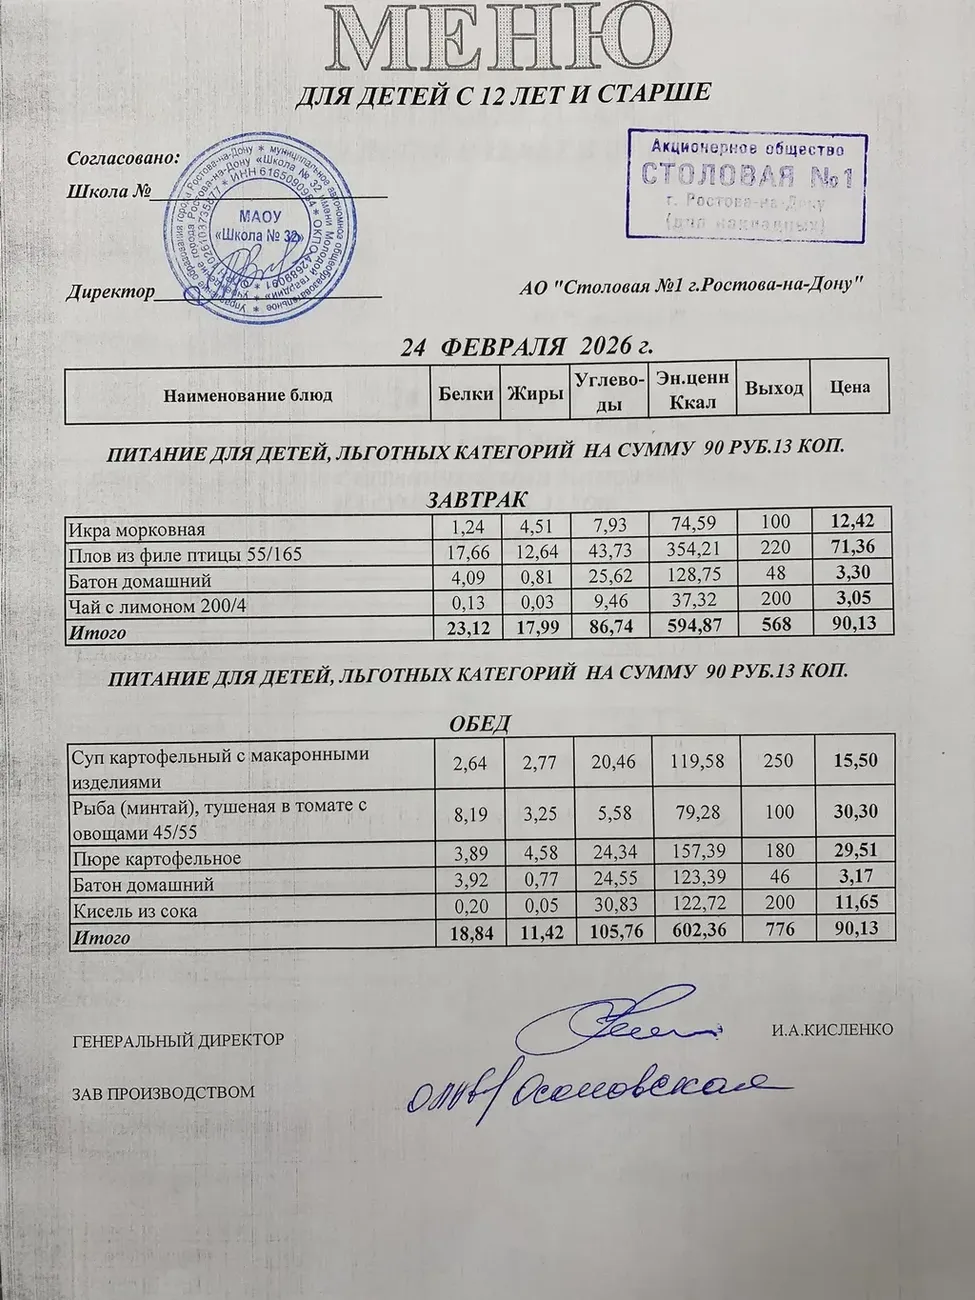 МЕНЮ
ДЛЯ ДЕТЕЙ С 12 ЛЕТ И СТАРШЕ
Согласовано:
Школа №
МАОУ
«Школа № 32»
Директор
Акционерное общество
СТОЛОВАЯ №1
г. Ростова-на-Дону
(для накладных)
АО "Столовая №1 г.Ростова-на-Дону"
24 ФЕВРАЛЯ 2026 г.
Наименование блюд Белки Жиры Углево-ды Эн.ценн Ккал Выход Цена
ПИТАНИЕ ДЛЯ ДЕТЕЙ, ЛЬГОТНЫХ КАТЕГОРИЙ НА СУММУ 90 РУБ.13 КОП.
ЗАВТРАК
Икра морковная 1,24 4,51 7,93 74,59 100 12,42
Плов из филе птицы 55/165 17,66 12,64 43,73 354,21 220 71,36
Батон домашний 4,09 0,81 25,62 128,75 48 3,30
Чай с лимоном 200/4 0,13 0,03 9,46 37,32 200 3,05
Итого 23,12 17,99 86,74 594,87 568 90,13
ПИТАНИЕ ДЛЯ ДЕТЕЙ, ЛЬГОТНЫХ КАТЕГОРИЙ НА СУММУ 90 РУБ.13 КОП.
ОБЕД
Суп картофельный с макаронными
изделиями 2,64 2,77 20,46 119,58 250 15,50
Рыба (минтай), тушеная в томате с
овощами 45/55 8,19 3,25 5,58 79,28 100 30,30
Пюре картофельное 3,89 4,58 24,34 157,39 180 29,51
Батон домашний 3,92 0,77 24,55 123,39 46 3,17
Кисель из сока 0,20 0,05 30,83 122,72 200 11,65
Итого 18,84 11,42 105,76 602,36 776 90,13
ГЕНЕРАЛЬНЫЙ ДИРЕКТОР И.А.КИСЛЕНКО
ЗАВ ПРОИЗВОДСТВОМ